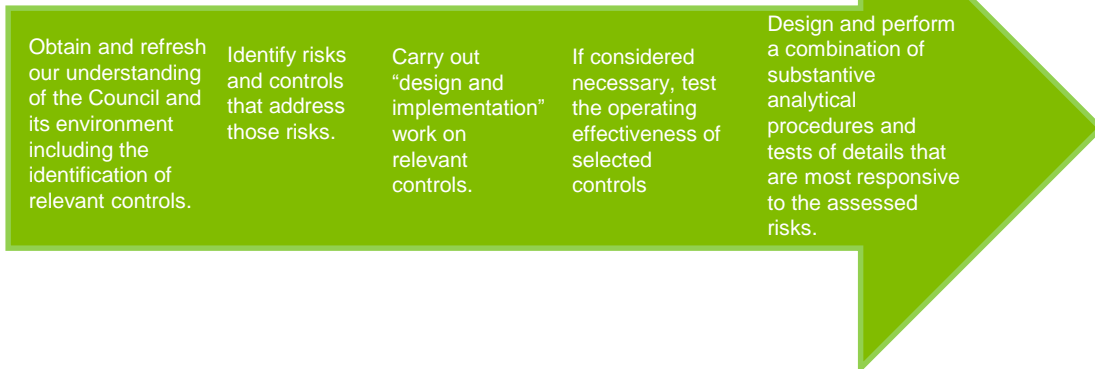 Obtain and refresh
our understanding
of the Council and
its environment
including the
identification of
relevant controls.
Identify risks
and controls
that address
those risks.
Carry out
“design and
implementation”
work on
relevant
controls.
If considered
necessary, test
the operating
effectiveness of
selected
controls
Design and perform
a combination of
substantive
analytical
procedures and
tests of details that
are most responsive
to the assessed
risks.